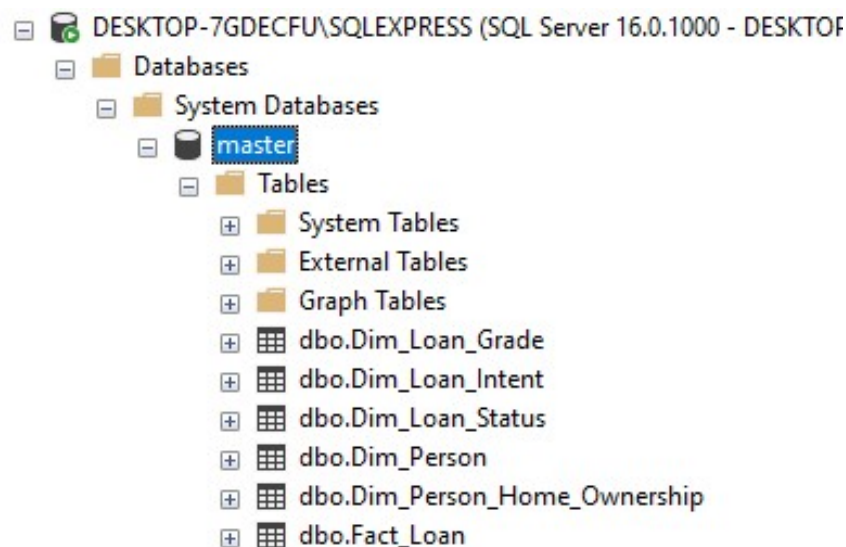 DESKTOP-7GDECFU\SQLEXPRESS (SQL Server 16.0.1000 - DESKTOP
Databases
System Databases
master
Tables
System Tables
External Tables
Graph Tables
dbo.Dim_Loan_Grade
dbo.Dim_Loan_Intent
dbo.Dim_Loan_Status
dbo.Dim_Person
dbo.Dim_Person_Home_Ownership
dbo.Fact_Loan